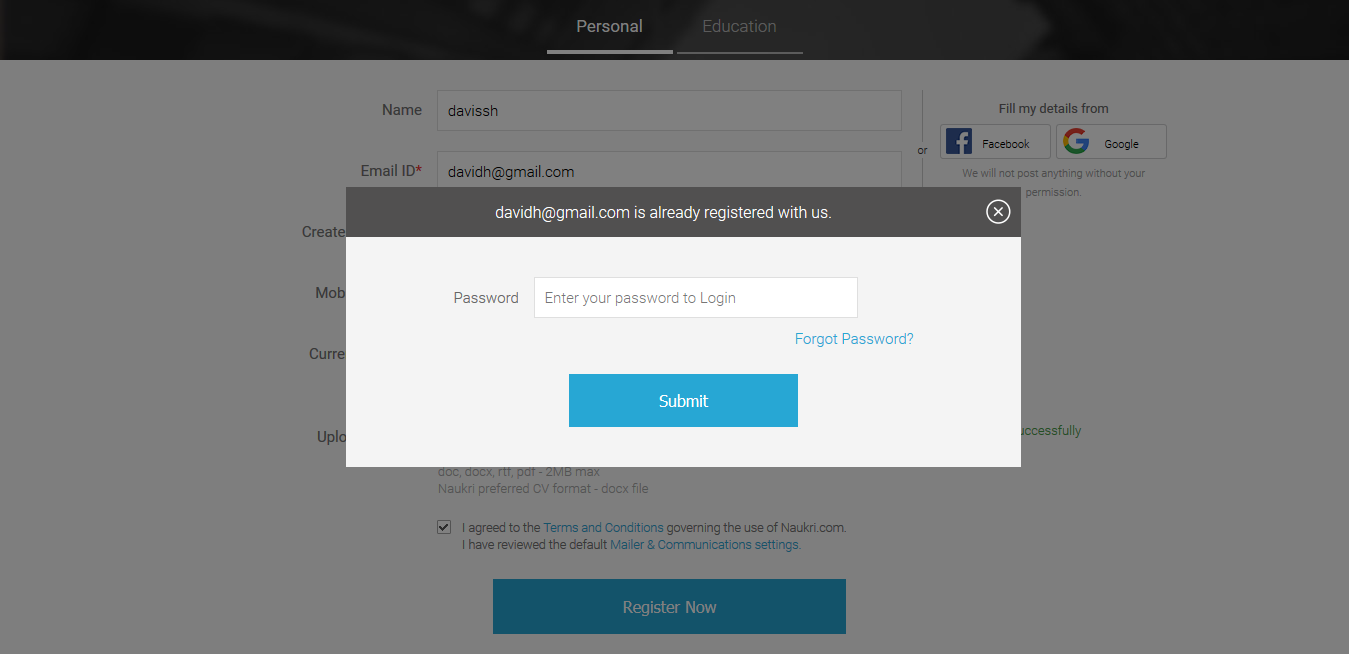 Personal
Education
Name
davissh
Fill my details from
Facebook
Google
or
Email ID*
davidh@gmail.com
We will not post anything without your
permission.
davidh@gmail.com is already registered with us.
Create
Password
Enter your password to Login
Mob
Forgot Password?
Curre
Submit
Uplo
uccessfully
doc, docx, rtf, pdf - 2MB max
Naukri preferred CV format - docx file
I agreed to the Terms and Conditions governing the use of Naukri.com.
I have reviewed the default Mailer & Communications settings.
Register Now